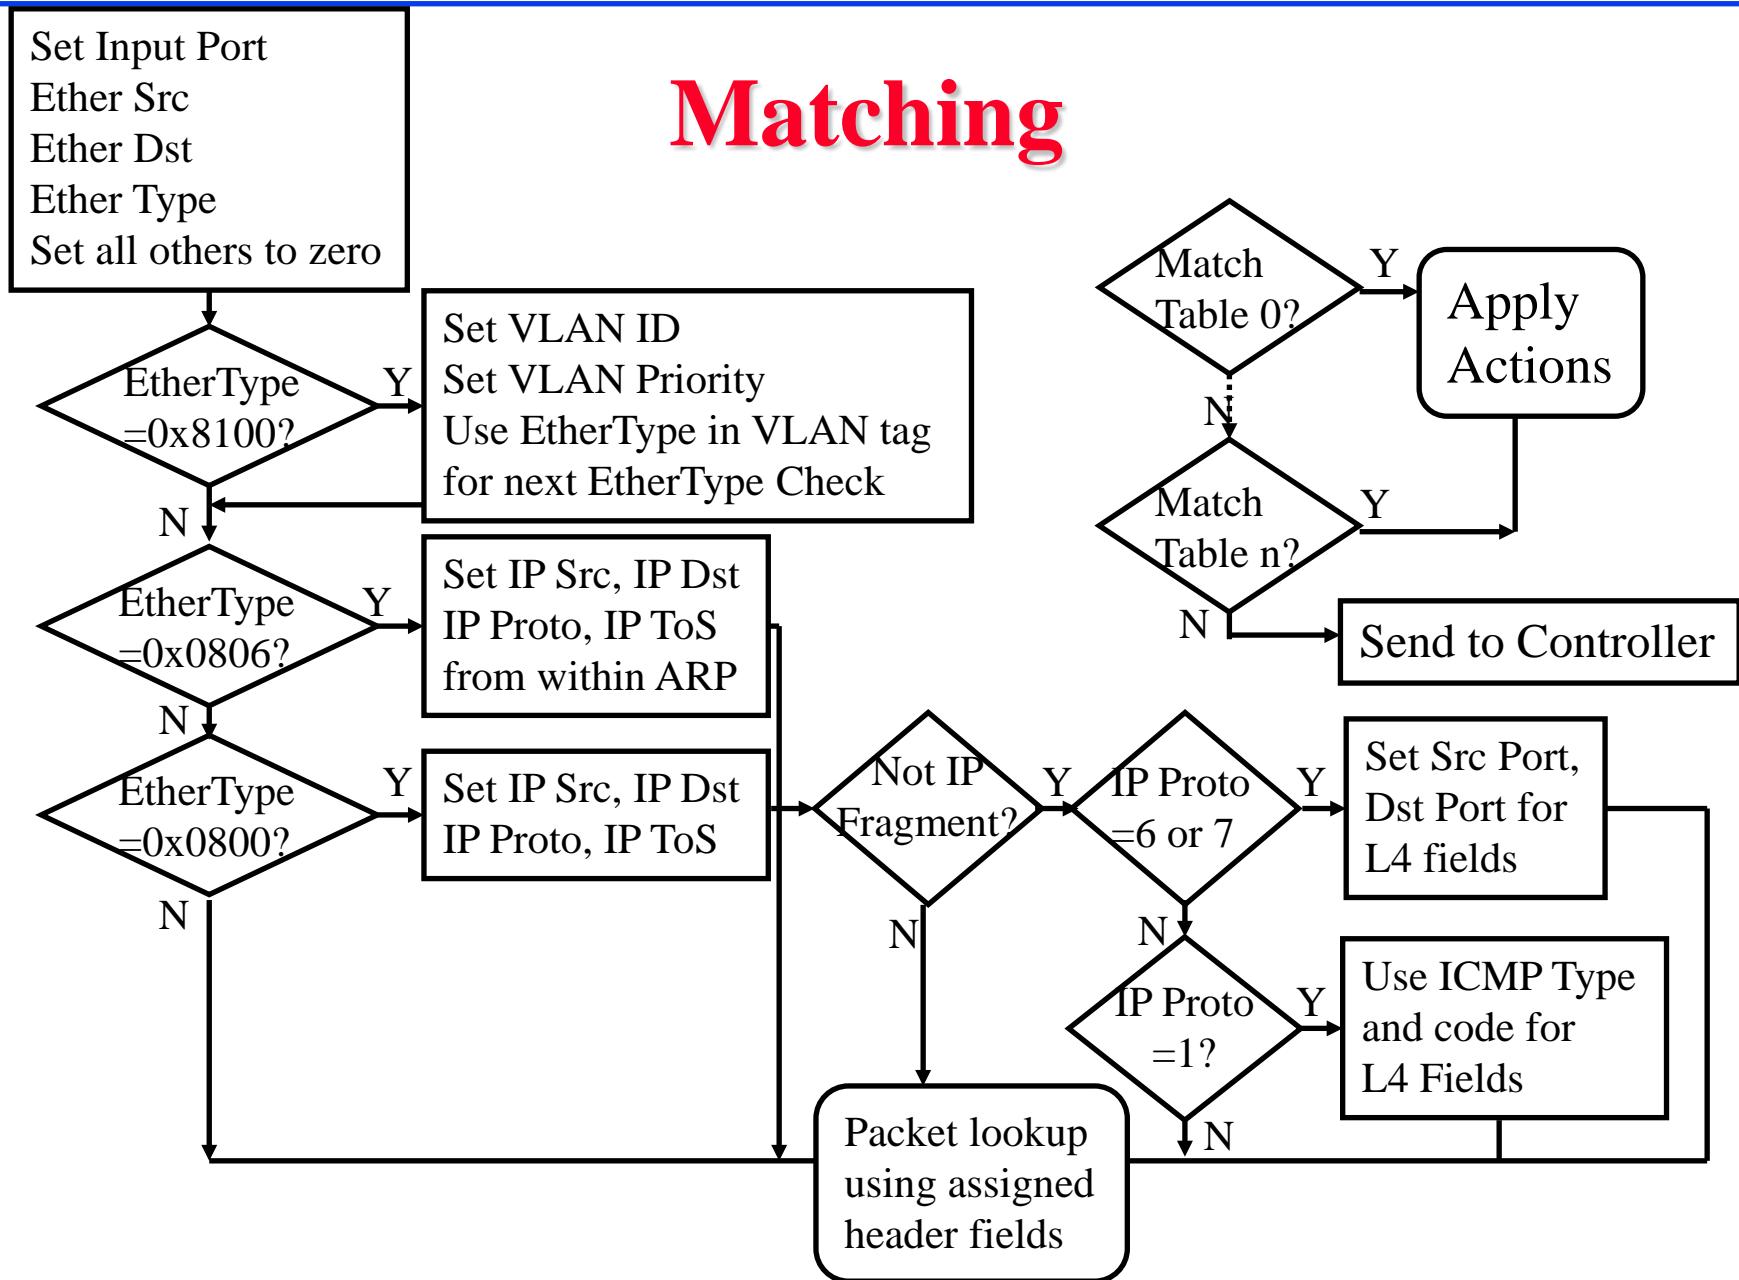 Matching
Set Input Port
Ether Src
Ether Dst
Ether Type
Set all others to zero
EtherType
=0x8100?
Y
N
Set VLAN ID
Set VLAN Priority
Use EtherType in VLAN tag
for next EtherType Check
EtherType
=0x0806?
Y
N
Set IP Src, IP Dst
IP Proto, IP ToS
from within ARP
EtherType
=0x0800?
Y
N
Set IP Src, IP Dst
IP Proto, IP ToS
Not IP
Fragment?
Y
N
IP Proto
=6 or 7
Y
N
Set Src Port,
Dst Port for
L4 fields
IP Proto
=1?
Y
N
Use ICMP Type
and code for
L4 Fields
Packet lookup
using assigned
header fields
Match
Table 0?
Y
N
Apply
Actions
Match
Table n?
Y
N
Send to Controller